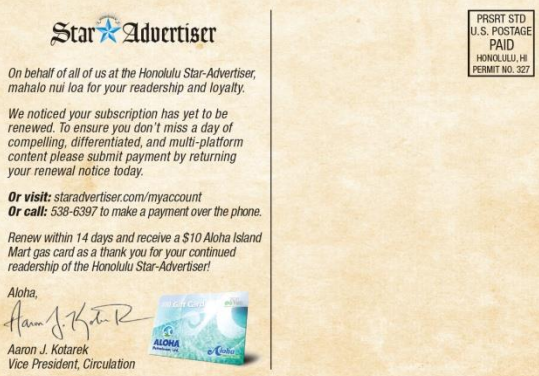 Star Advertiser
On behalf of all of us at the Honolulu Star-Advertiser,
mahalo nui loa for your readership and loyalty.
We noticed your subscription has yet to be
renewed. To ensure you don't miss a day of
compelling, differentiated, and multi-platform
content please submit payment by returning
your renewal notice today.
Or visit: staradvertiser.com/myaccount
Or call: 538-6397 to make a payment over the phone.
Renew within 14 days and receive a $10 Aloha Island
Mart gas card as a thank you for your continued
readership of the Honolulu Star-Advertiser!
Aloha,
Aaron J. Kotarek
Vice President, Circulation
Gift Card
ALOHA
Aloha
PRSRT STD
U.S. POSTAGE
PAID
HONOLULU, HI
PERMIT NO. 327